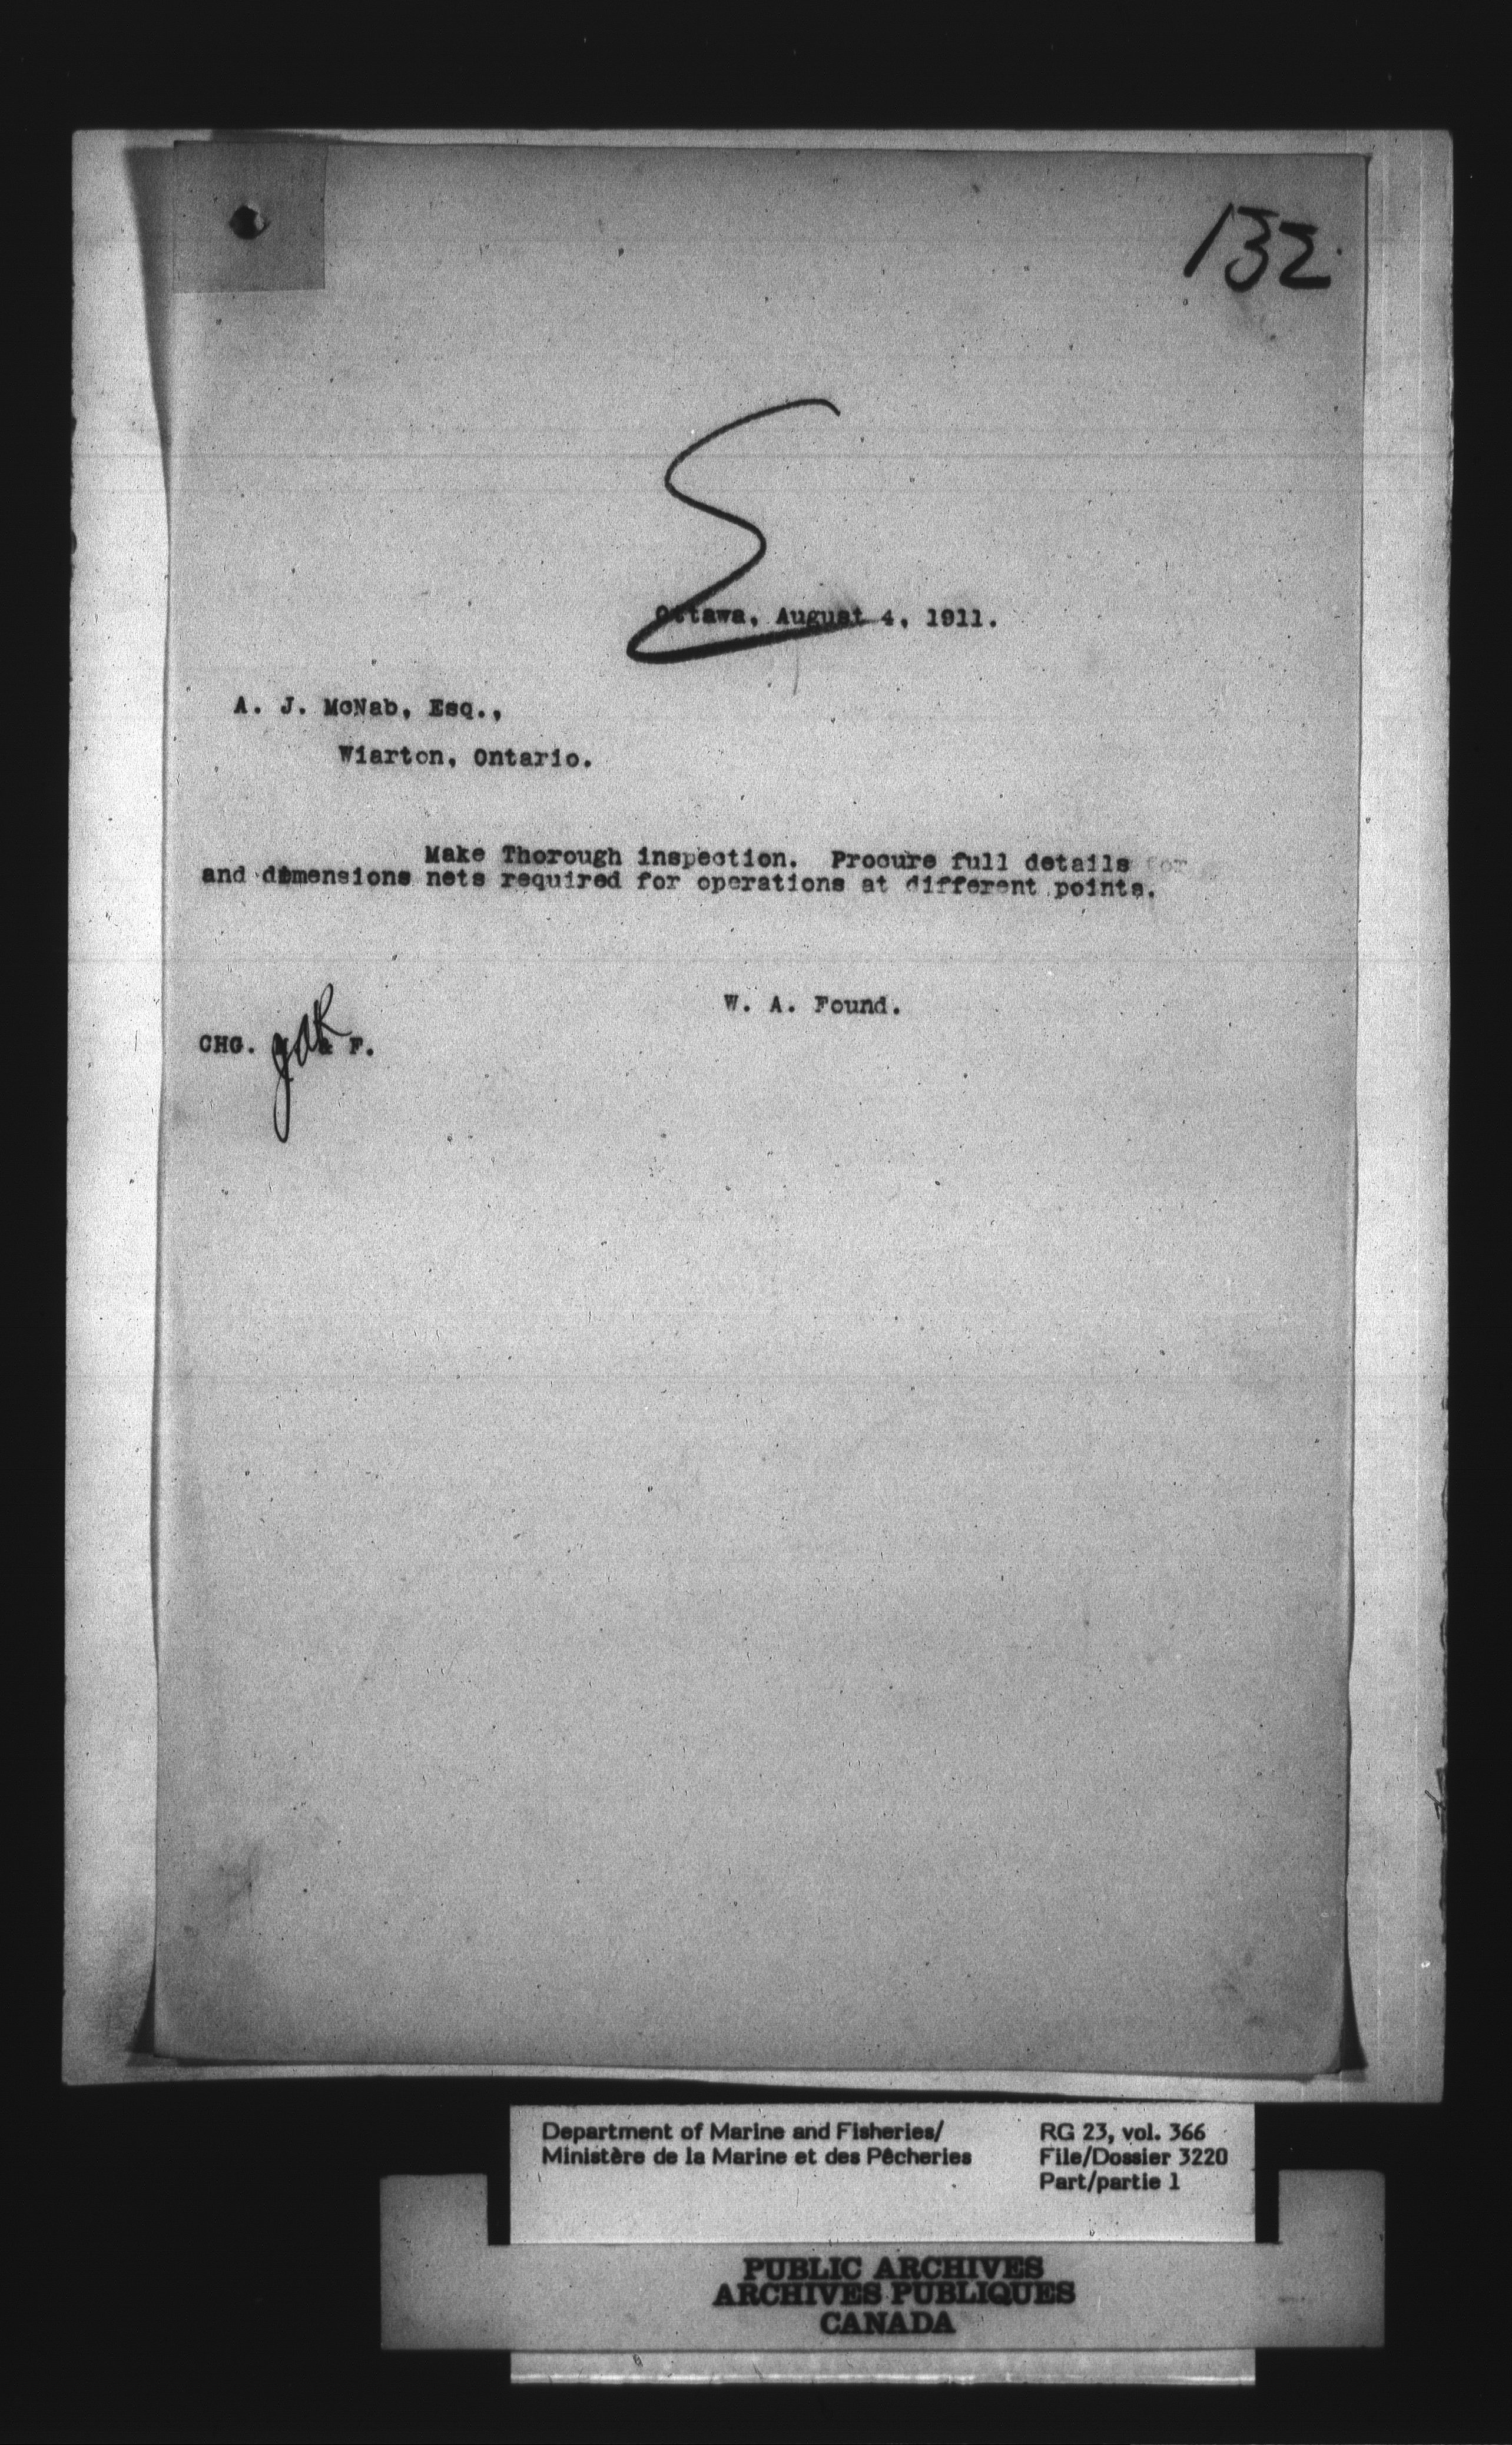 132
Ottawa, August 4, 1911.
A. J. McNab, Esq.,
Wiarton, Ontario.
Make Thorough inspection. Procure full details for
and dimensions nets required for operations at different points.
W. A. Found.
CHG. & F.
Department of Marine and Fisheries/
Ministère de la Marine et des Pêcheries
RG 23, vol. 366
File/Dossier 3220
Part/partie 1
PUBLIC ARCHIVES
ARCHIVES PUBLIQUES
CANADA